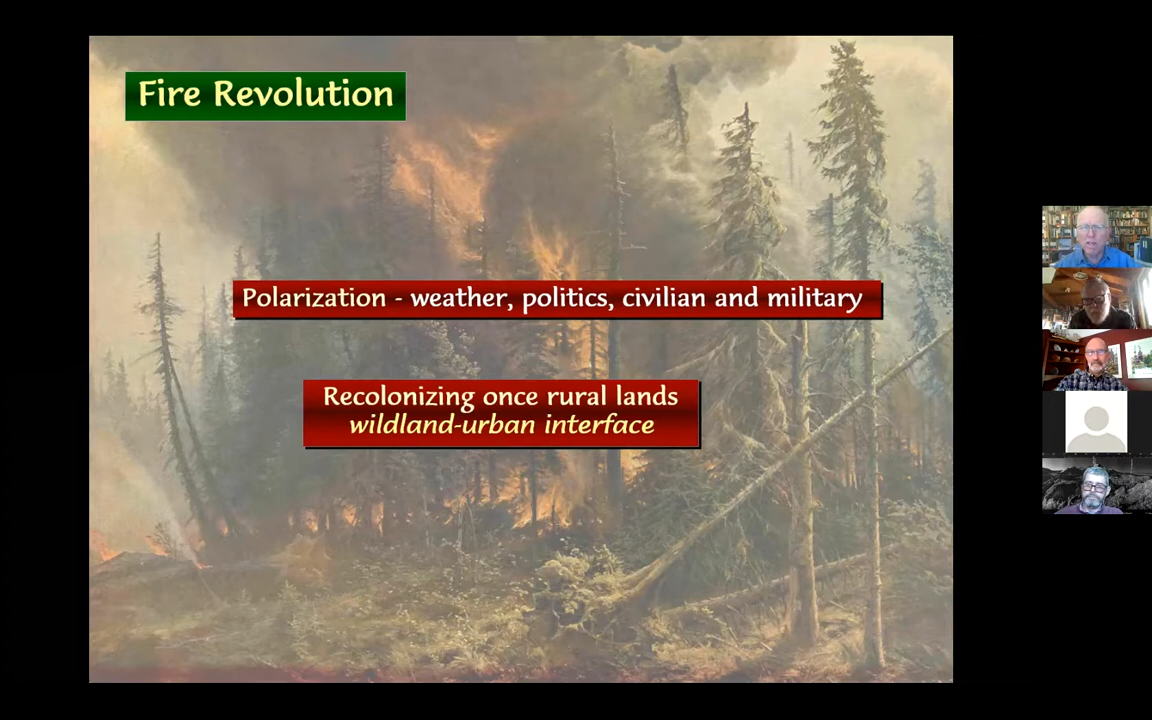 Fire Revolution
Polarization - weather, politics, civilian and military
Recolonizing once rural lands
wildland-urban interface